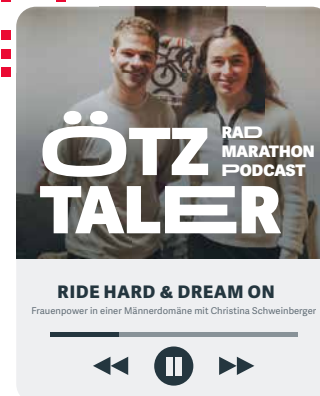 ÖTZ
TALER
RAD
MARATHON
PODCAST
RIDE HARD & DREAM ON
Frauenpower in einer Männerdomäne mit Christina Schweinberger